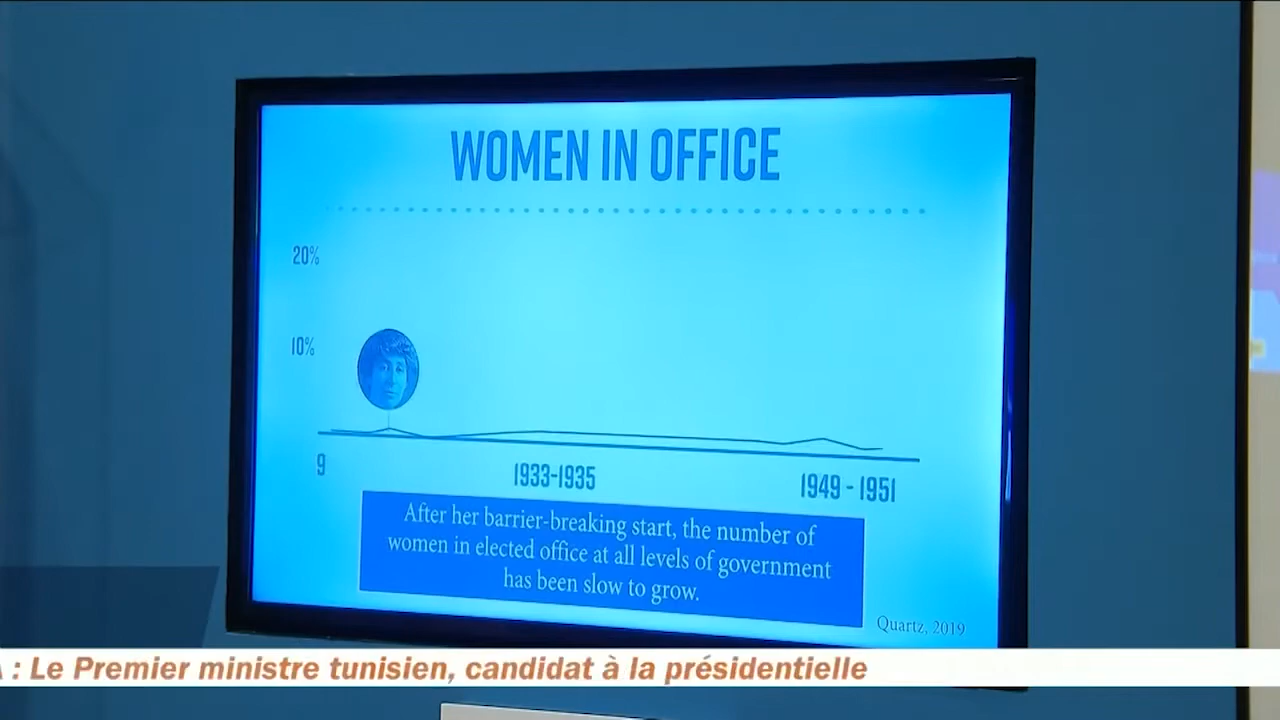 WOMEN IN OFFICE
20%
10%
9
1933-1935
1949 - 1951
After her barrier-breaking start, the number of
women in elected office at all levels of government
has been slow to grow.
Quartz, 2019
: Le Premier ministre tunisien, candidat à la présidentielle